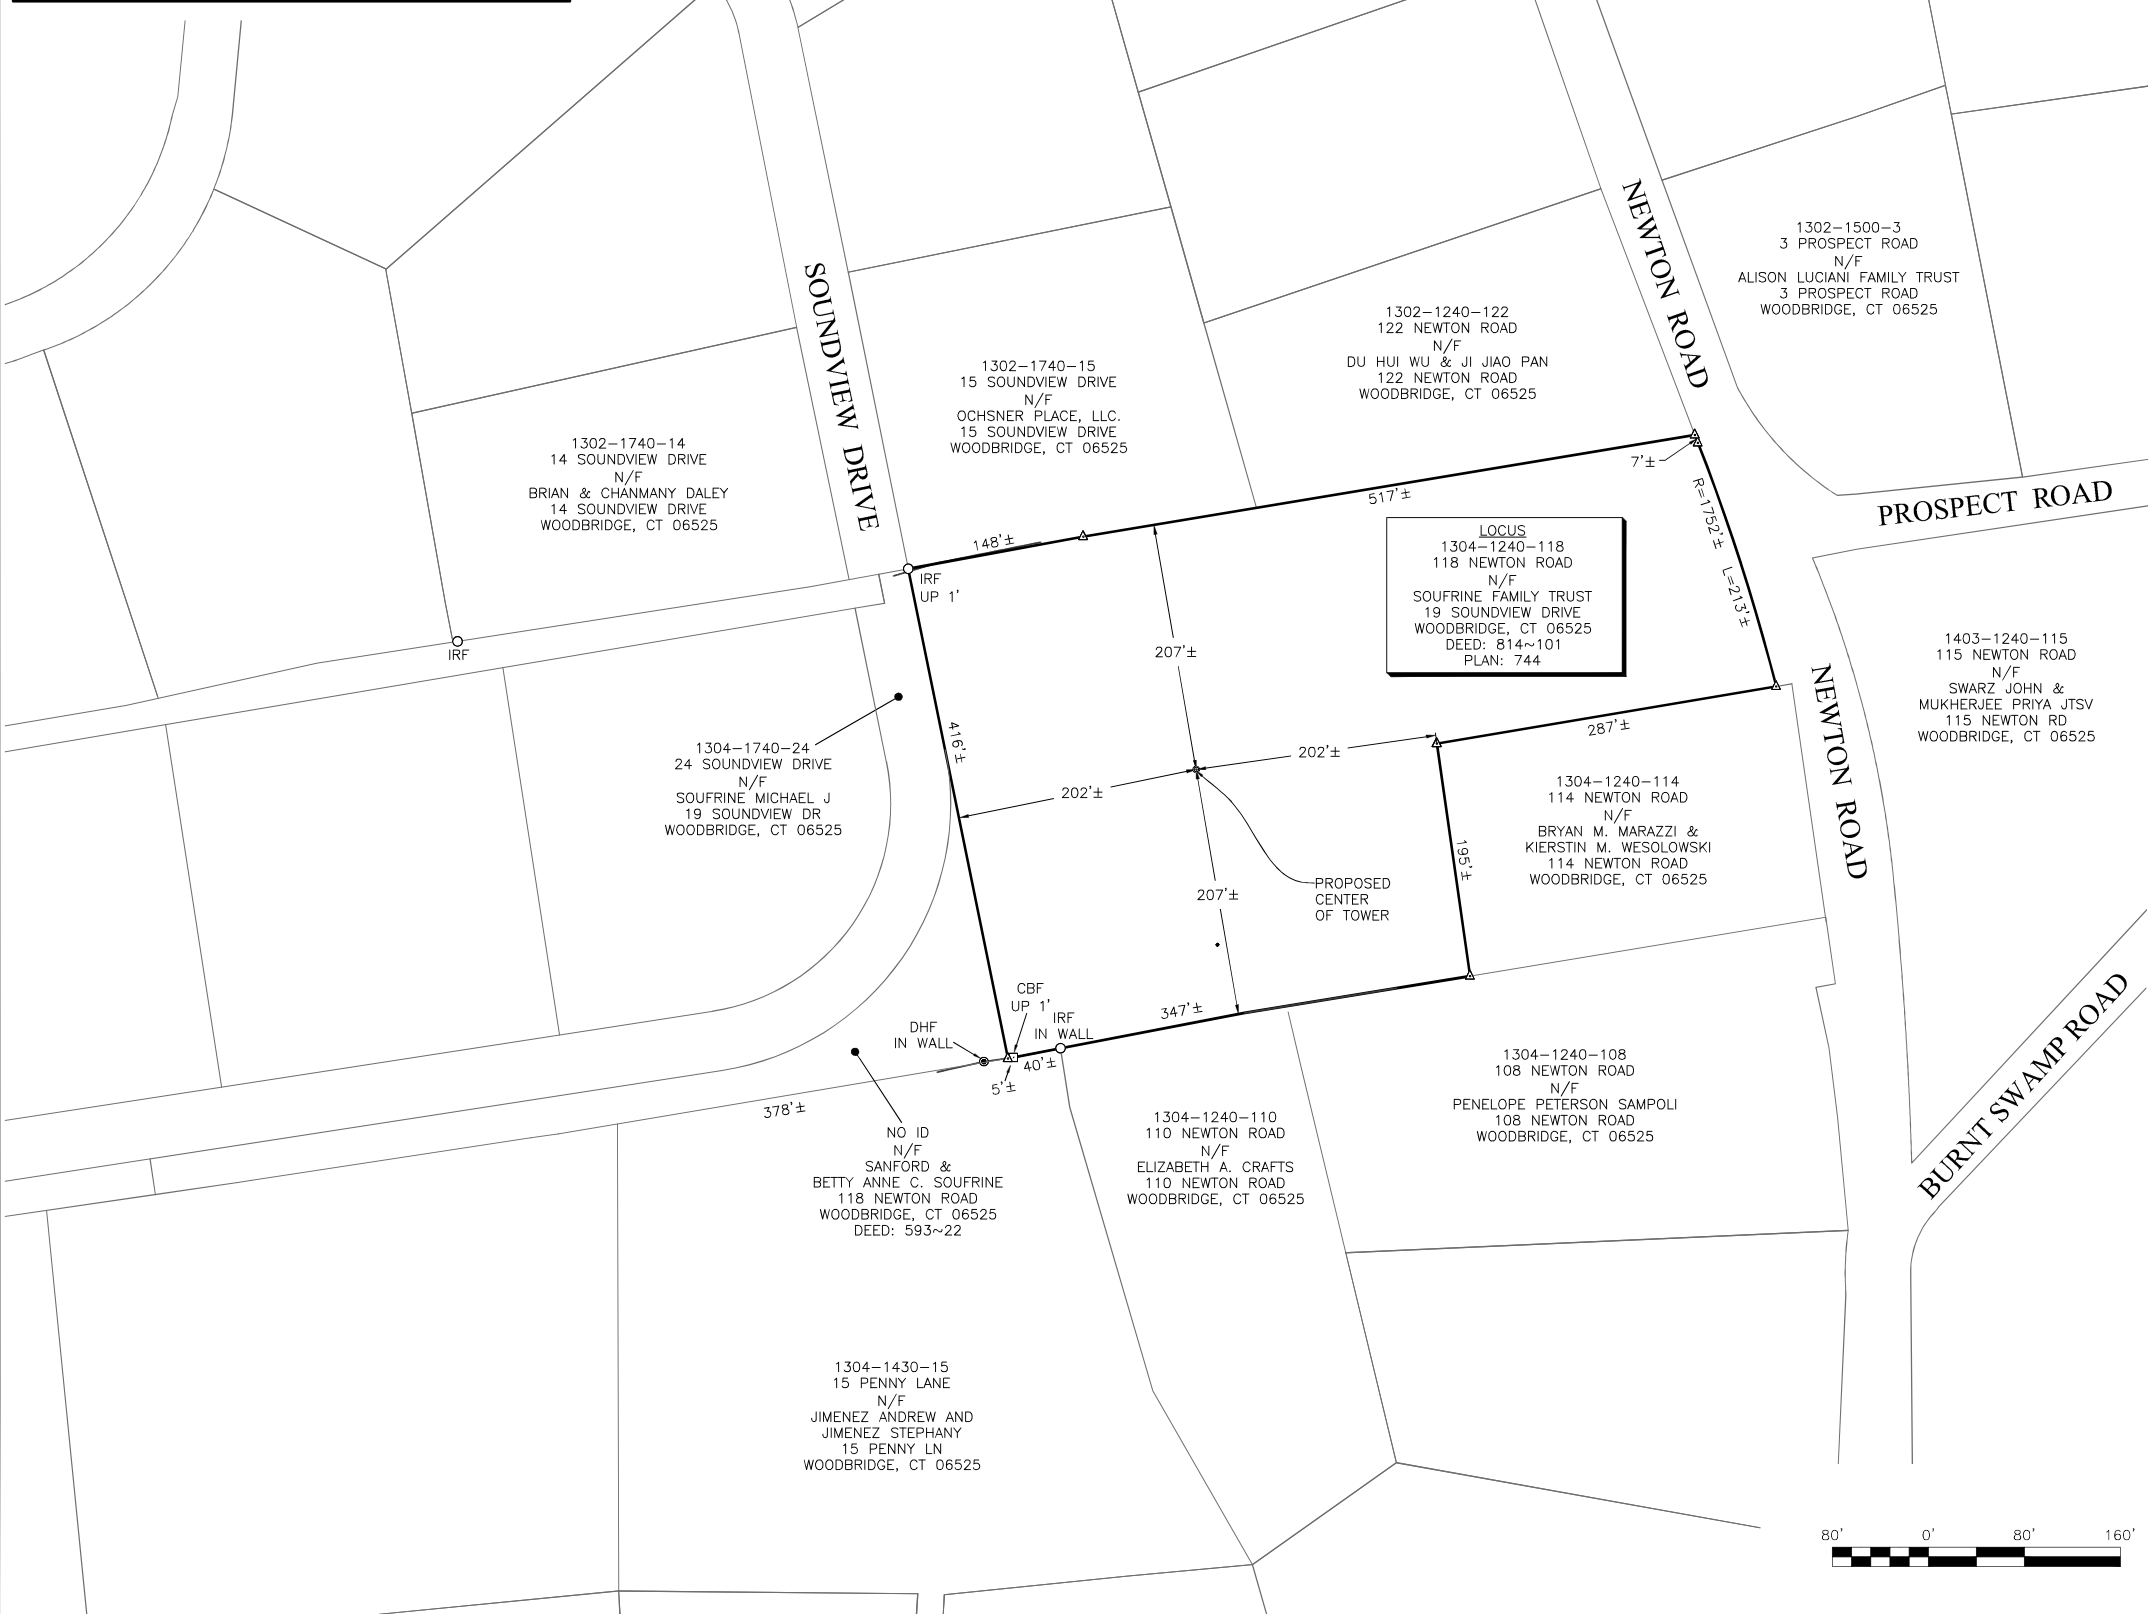 SOUNDVIEW DRIVE
NEWTON ROAD
1302-1500-3
3 PROSPECT ROAD
N/F
ALISON LUCIANI FAMILY TRUST
3 PROSPECT ROAD
WOODBRIDGE, CT 06525
1302-1240-122
122 NEWTON ROAD
N/F
DU HUI WU & JI JIAO PAN
122 NEWTON ROAD
WOODBRIDGE, CT 06525
1302-1740-15
15 SOUNDVIEW DRIVE
N/F
OCHSNER PLACE, LLC.
15 SOUNDVIEW DRIVE
WOODBRIDGE, CT 06525
1302-1740-14
14 SOUNDVIEW DRIVE
N/F
BRIAN & CHANMANY DALEY
14 SOUNDVIEW DRIVE
WOODBRIDGE, CT 06525
7'±
517'±
R=1752'±
L=213'±
PROSPECT ROAD
148'±
IRF
UP 1'
IRF
LOCUS
1304-1240-118
118 NEWTON ROAD
N/F
SOUFRINE FAMILY TRUST
19 SOUNDVIEW DRIVE
WOODBRIDGE, CT 06525
DEED: 814~101
PLAN: 744
207'±
1403-1240-115
115 NEWTON ROAD
N/F
SWARZ JOHN &
MUKHERJEE PRIYA JTSV
115 NEWTON RD
WOODBRIDGE, CT 06525
NEWTON ROAD
416'±
287'±
202'±
202'±
1304-1740-24
24 SOUNDVIEW DRIVE
N/F
SOUFRINE MICHAEL J
19 SOUNDVIEW DR
WOODBRIDGE, CT 06525
1304-1240-114
114 NEWTON ROAD
N/F
BRYAN M. MARAZZI &
KIERSTIN M. WESOLOWSKI
114 NEWTON ROAD
WOODBRIDGE, CT 06525
195'±
207'±
PROPOSED
CENTER
OF TOWER
CBF
UP 1'
IRF
IN WALL
DHF
IN WALL
347'±
40'±
5'±
378'±
BURNT SWAMP ROAD
1304-1240-108
108 NEWTON ROAD
N/F
PENELOPE PETERSON SAMPOLI
108 NEWTON ROAD
WOODBRIDGE, CT 06525
1304-1240-110
110 NEWTON ROAD
N/F
ELIZABETH A. CRAFTS
110 NEWTON ROAD
WOODBRIDGE, CT 06525
NO ID
N/F
SANFORD &
BETTY ANNE C. SOUFRINE
118 NEWTON ROAD
WOODBRIDGE, CT 06525
DEED: 593~22
1304-1430-15
15 PENNY LANE
N/F
JIMENEZ ANDREW AND
JIMENEZ STEPHANY
15 PENNY LN
WOODBRIDGE, CT 06525
80' 0' 80' 160'